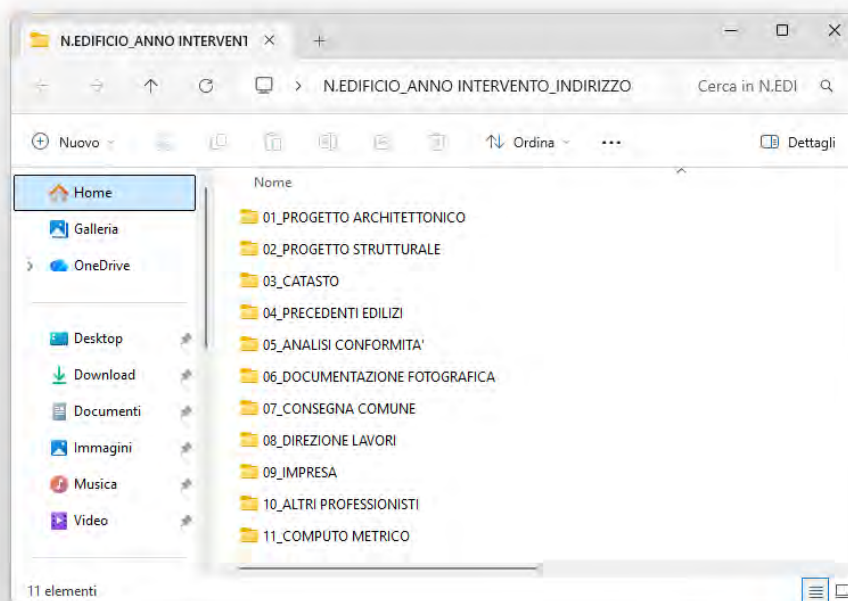 N.EDIFICIO_ANNO INTERVENT
N.EDIFICIO_ANNO INTERVENTO_INDIRIZZO
Cerca in N.EDI
Nuovo
Ordina
Dettagli
Home
Galleria
OneDrive
Desktop
Download
Documenti
Immagini
Musica
Video
Nome
01_PROGETTO ARCHITETTONICO
02_PROGETTO STRUTTURALE
03_CATASTO
04_PRECEDENTI EDILIZI
05_ANALISI CONFORMITA'
06_DOCUMENTAZIONE FOTOGRAFICA
07_CONSEGNA COMUNE
08_DIREZIONE LAVORI
09_IMPRESA
10_ALTRI PROFESSIONISTI
11_COMPUTO METRICO
11 elementi